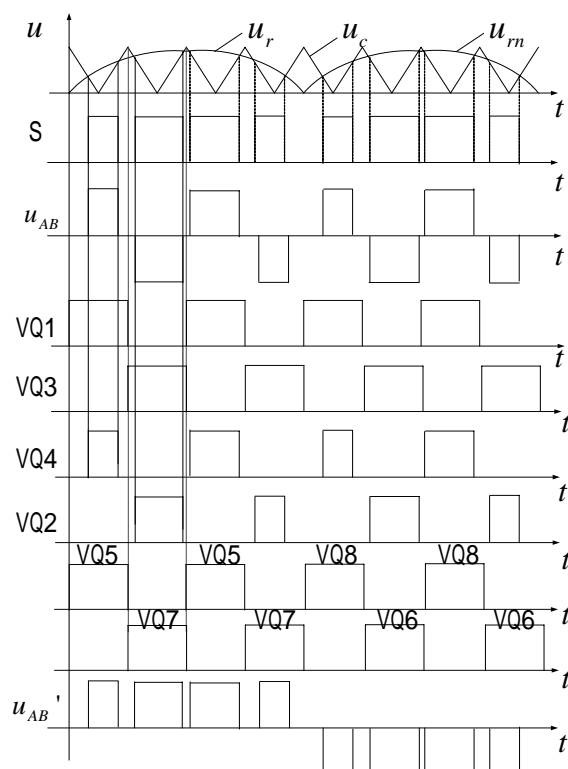 u u_r u_c u_rn
t
S
t
u_AB
t
VQ1
t
VQ3
t
VQ4
t
VQ2
t
VQ5 VQ5 VQ8 VQ8
t
VQ7 VQ7 VQ6 VQ6
t
u_AB'
t